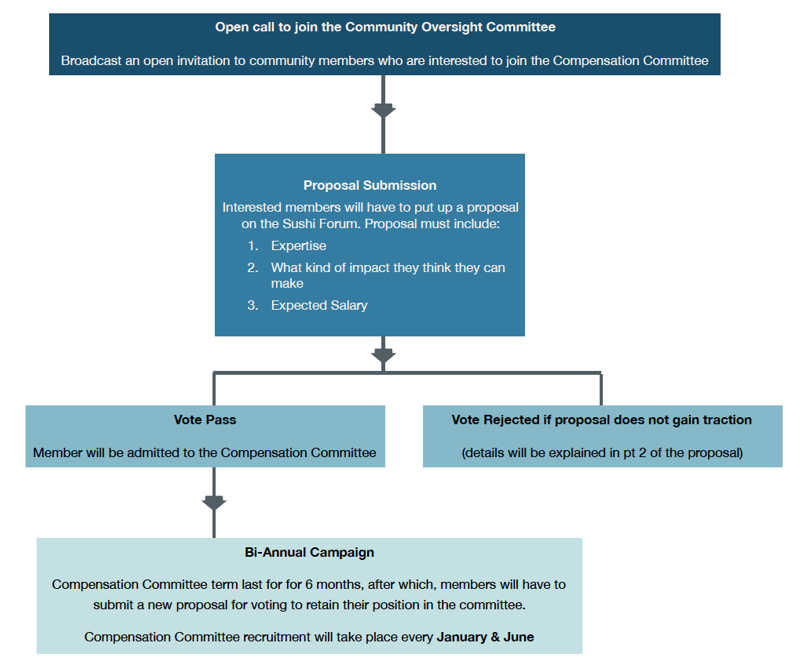 Open call to join the Community Oversight Committee
Broadcast an open invitation to community members who are interested to join the Compensation Committee
Proposal Submission
Interested members will have to put up a proposal
on the Sushi Forum. Proposal must include:
1. Expertise
2. What kind of impact they think they can
make
3. Expected Salary
Vote Pass
Member will be admitted to the Compensation Committee
Vote Rejected if proposal does not gain traction
(details will be explained in pt 2 of the proposal)
Bi-Annual Campaign
Compensation Committee term last for for 6 months, after which, members will have to
submit a new proposal for voting to retain their position in the committee.
Compensation Committee recruitment will take place every January & June